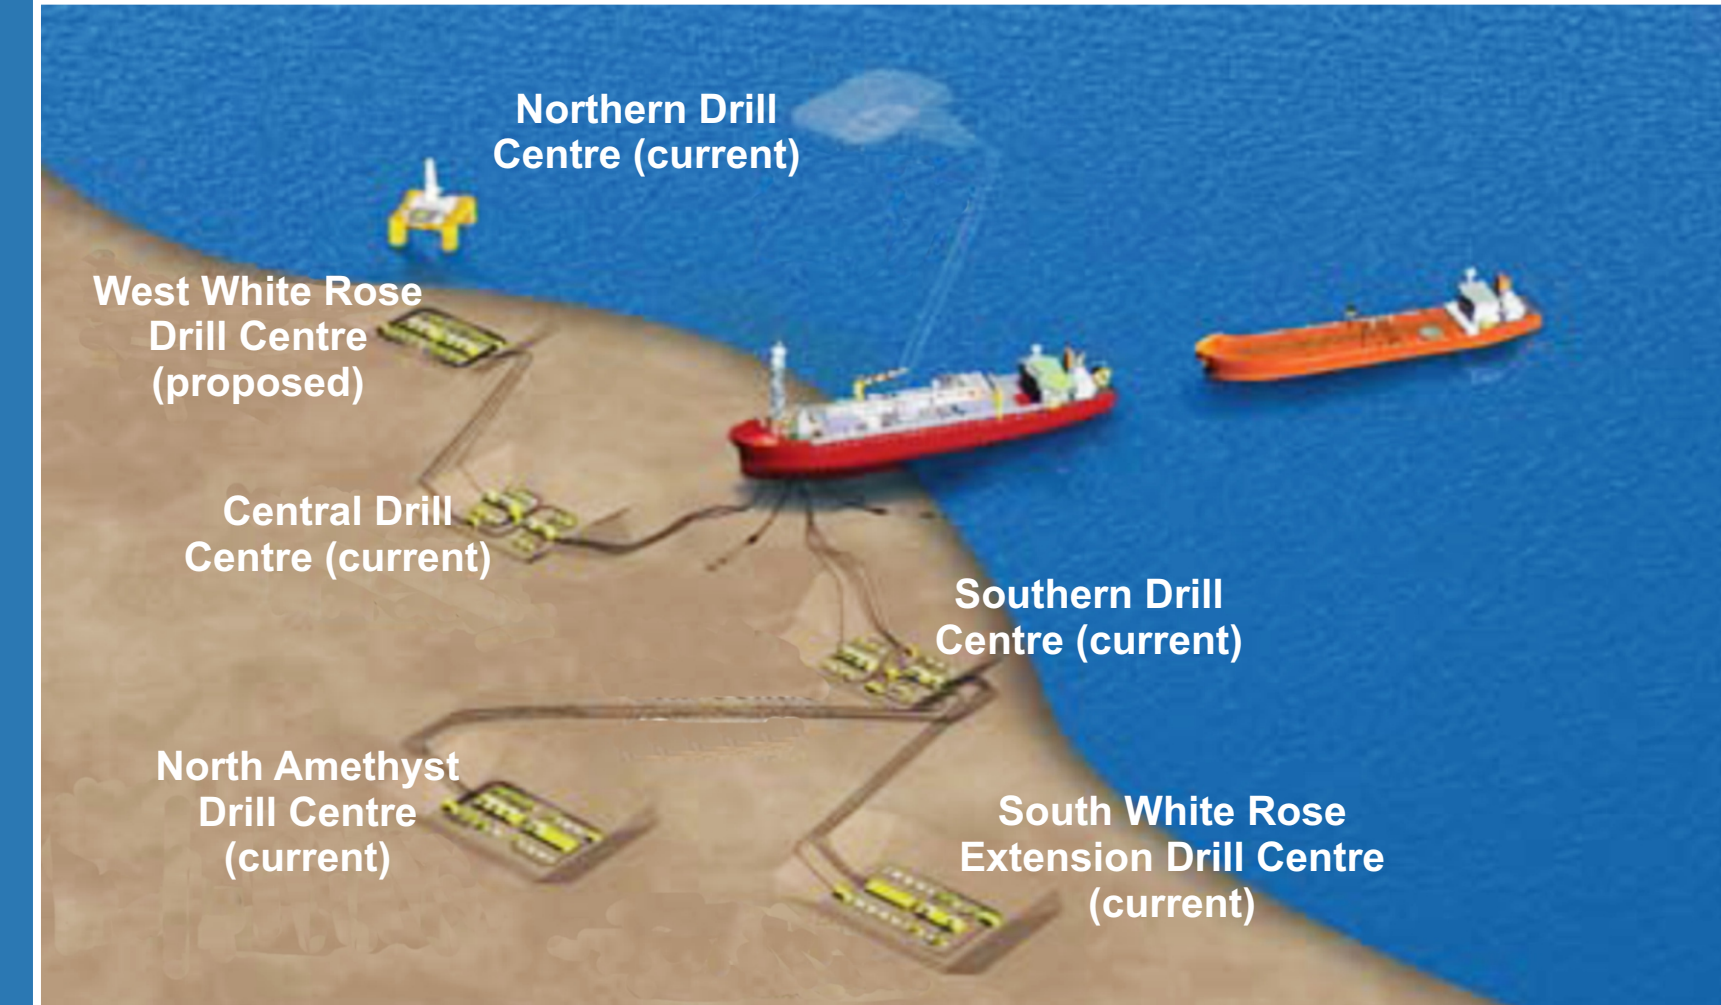 Northern Drill
Centre (current)
West White Rose
Drill Centre
(proposed)
Central Drill
Centre (current)
Southern Drill
Centre (current)
North Amethyst
Drill Centre
(current)
South White Rose
Extension Drill Centre
(current)